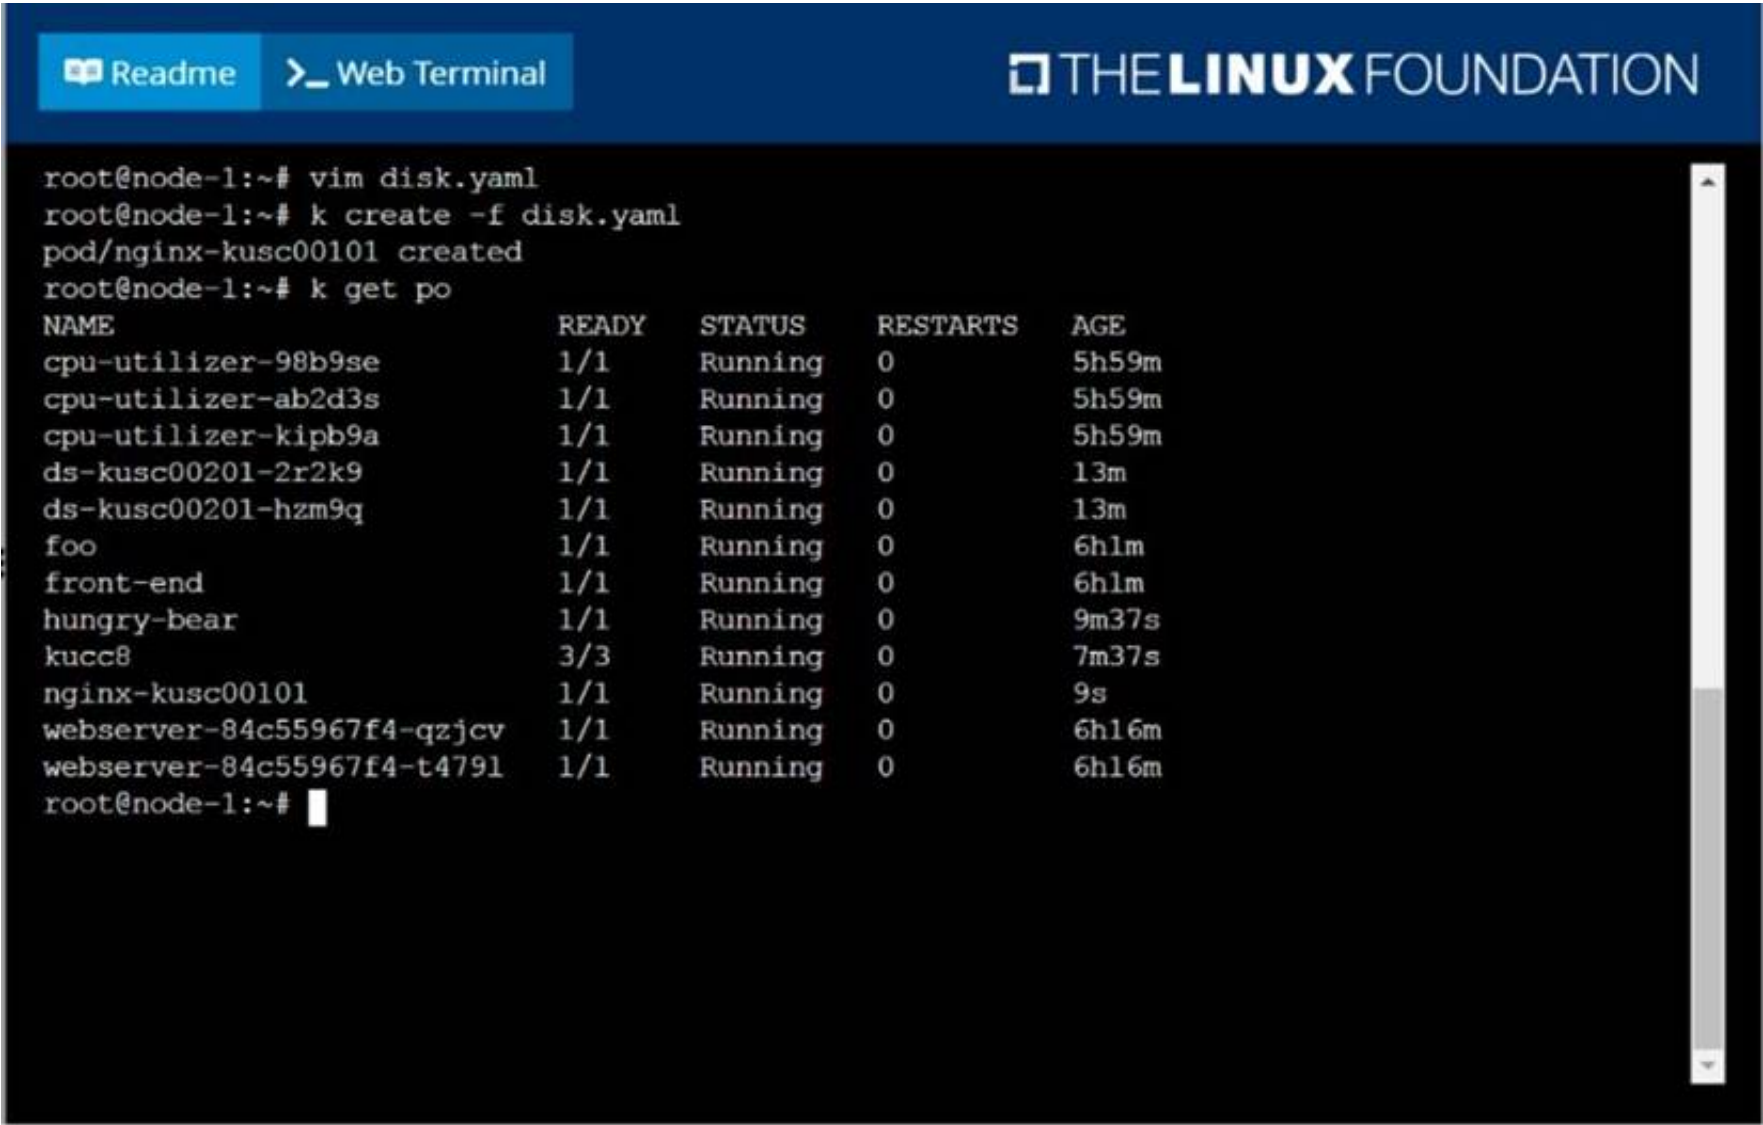 Readme >_ Web Terminal THE LINUX FOUNDATION
root@node-1:~# vim disk.yaml
root@node-1:~# k create -f disk.yaml
pod/nginx-kusc00101 created
root@node-1:~# k get po
NAME READY STATUS RESTARTS AGE
cpu-utilizer-98b9se 1/1 Running 0 5h59m
cpu-utilizer-ab2d3s 1/1 Running 0 5h59m
cpu-utilizer-kipb9a 1/1 Running 0 5h59m
ds-kusc00201-2r2k9 1/1 Running 0 13m
ds-kusc00201-hzm9q 1/1 Running 0 13m
foo 1/1 Running 0 6h1m
front-end 1/1 Running 0 6h1m
hungry-bear 1/1 Running 0 9m37s
kucc8 3/3 Running 0 7m37s
nginx-kusc00101 1/1 Running 0 9s
webserver-84c55967f4-qzjcv 1/1 Running 0 6h16m
webserver-84c55967f4-t479l 1/1 Running 0 6h16m
root@node-1:~#